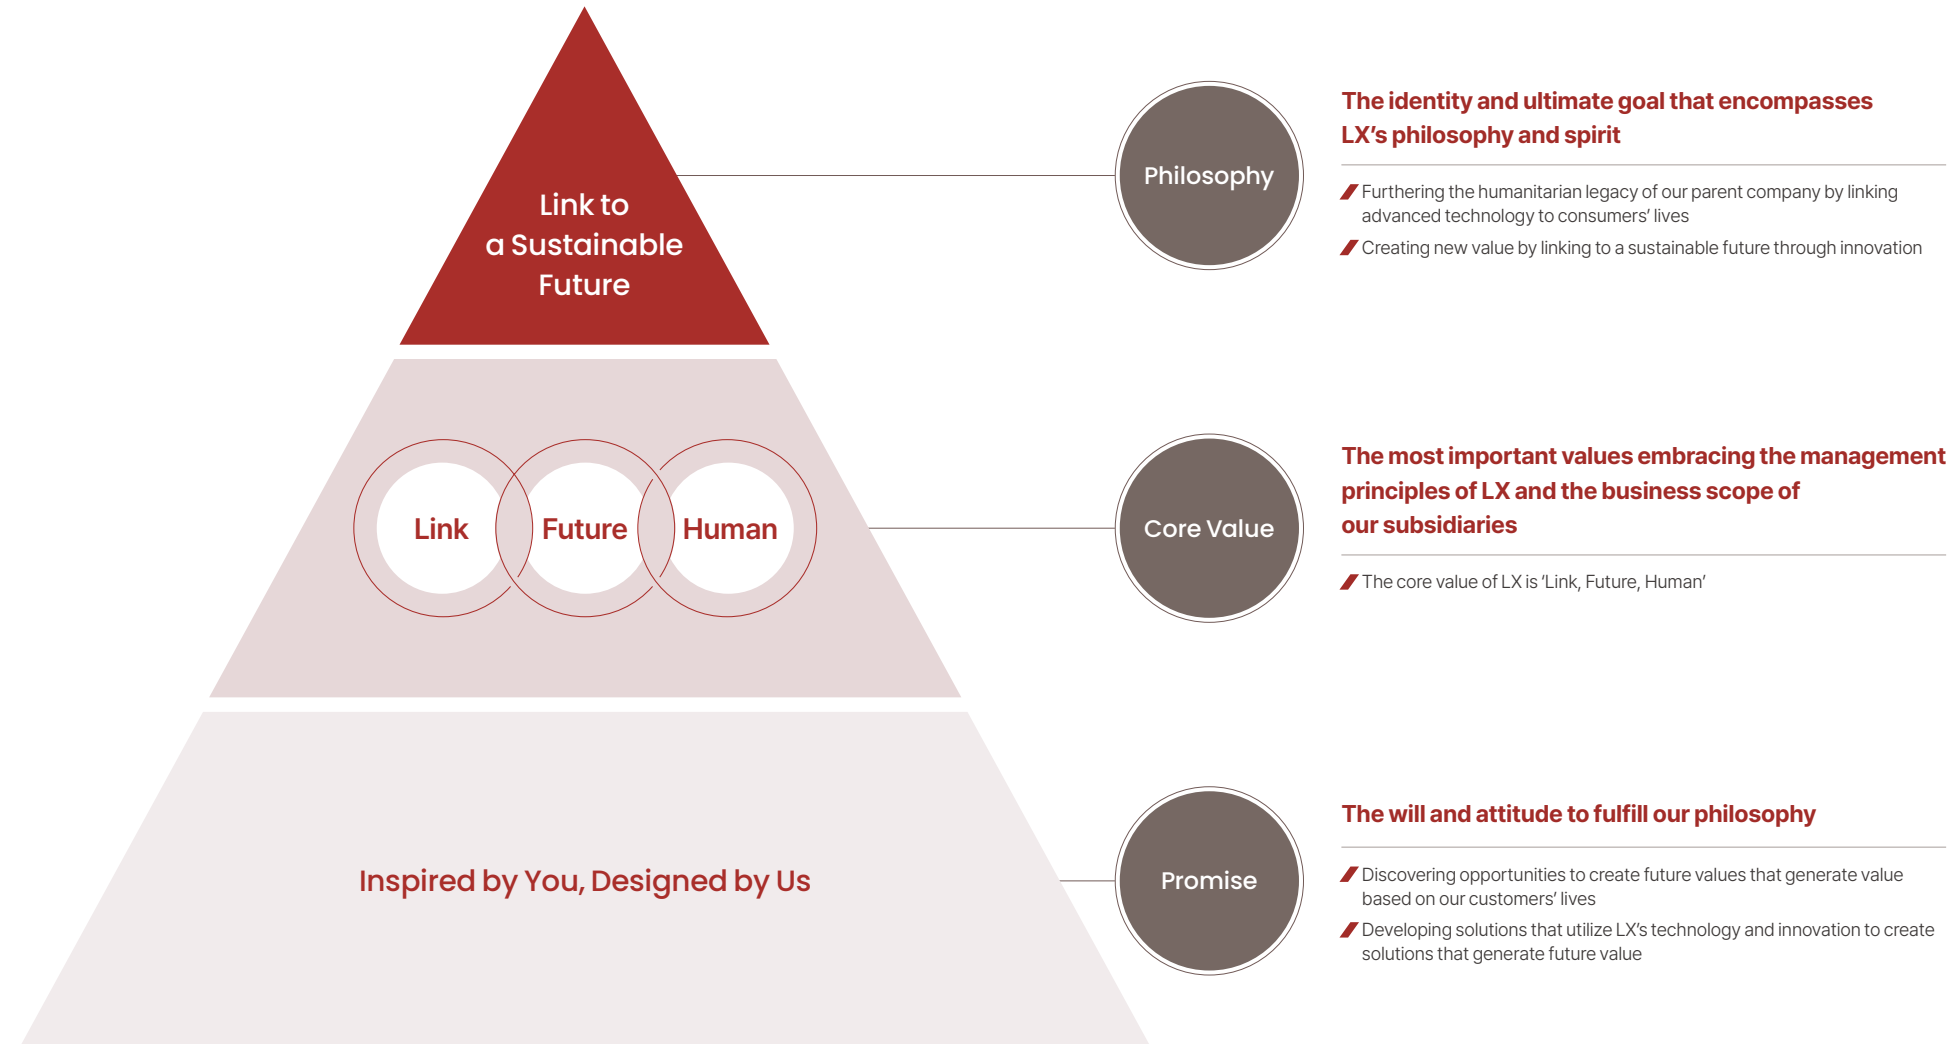 Link to
a Sustainable
Future
Philosophy
The identity and ultimate goal that encompasses
LX’s philosophy and spirit
Furthering the humanitarian legacy of our parent company by linking
advanced technology to consumers’ lives
Creating new value by linking to a sustainable future through innovation
Link
Future
Human
Core Value
The most important values embracing the management
principles of LX and the business scope of
our subsidiaries
The core value of LX is ‘Link, Future, Human’
Inspired by You, Designed by Us
Promise
The will and attitude to fulfill our philosophy
Discovering opportunities to create future values that generate value
based on our customers’ lives
Developing solutions that utilize LX’s technology and innovation to create
solutions that generate future value